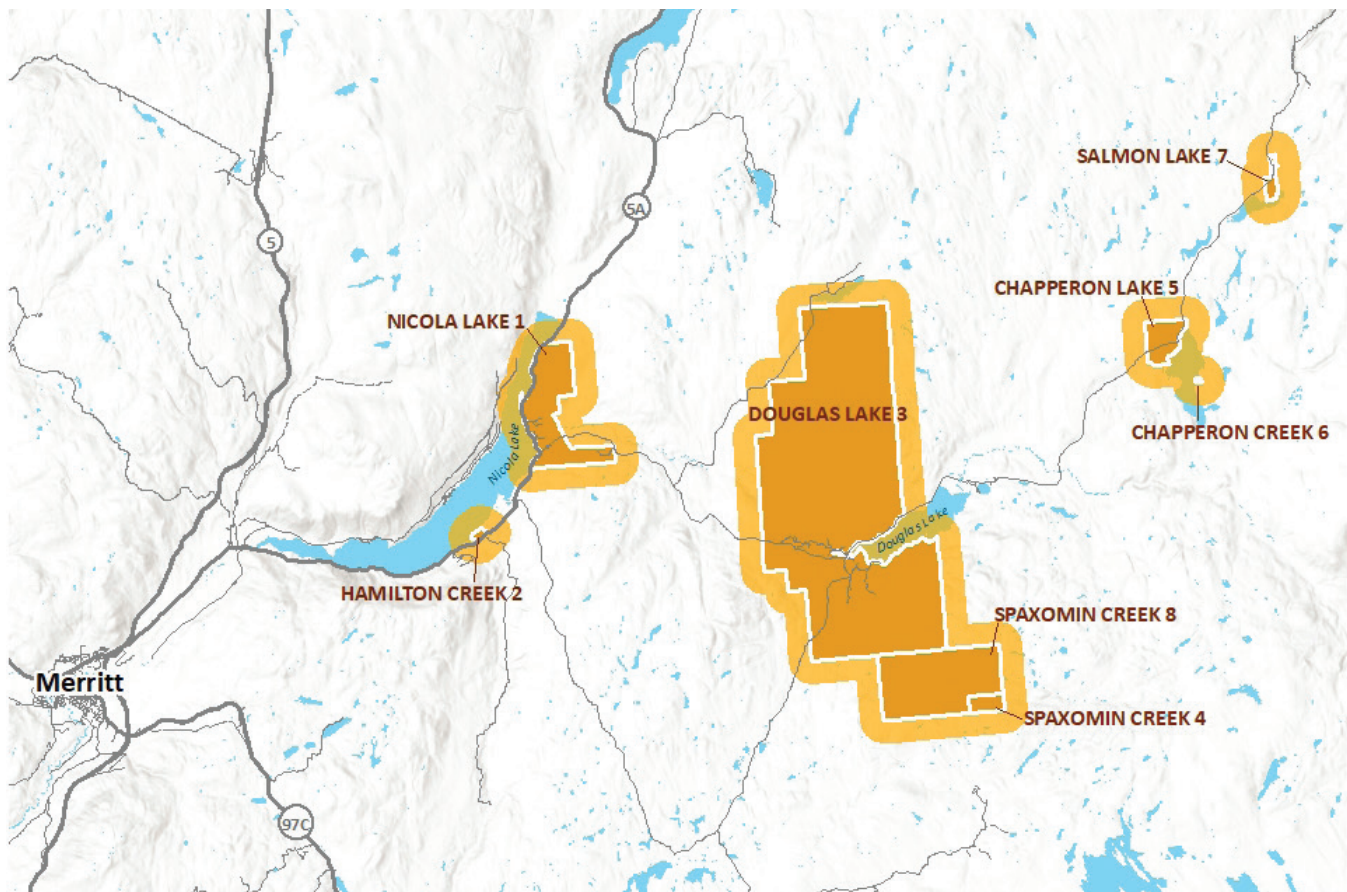 SALMON LAKE 7
5A
5
CHAPPERON LAKE 5
NICOLA LAKE 1
DOUGLAS LAKE 3
CHAPPERON CREEK 6
Nicola Lake
Douglas Lake
HAMILTON CREEK 2
SPAXOMIN CREEK 8
Merritt
SPAXOMIN CREEK 4
97C